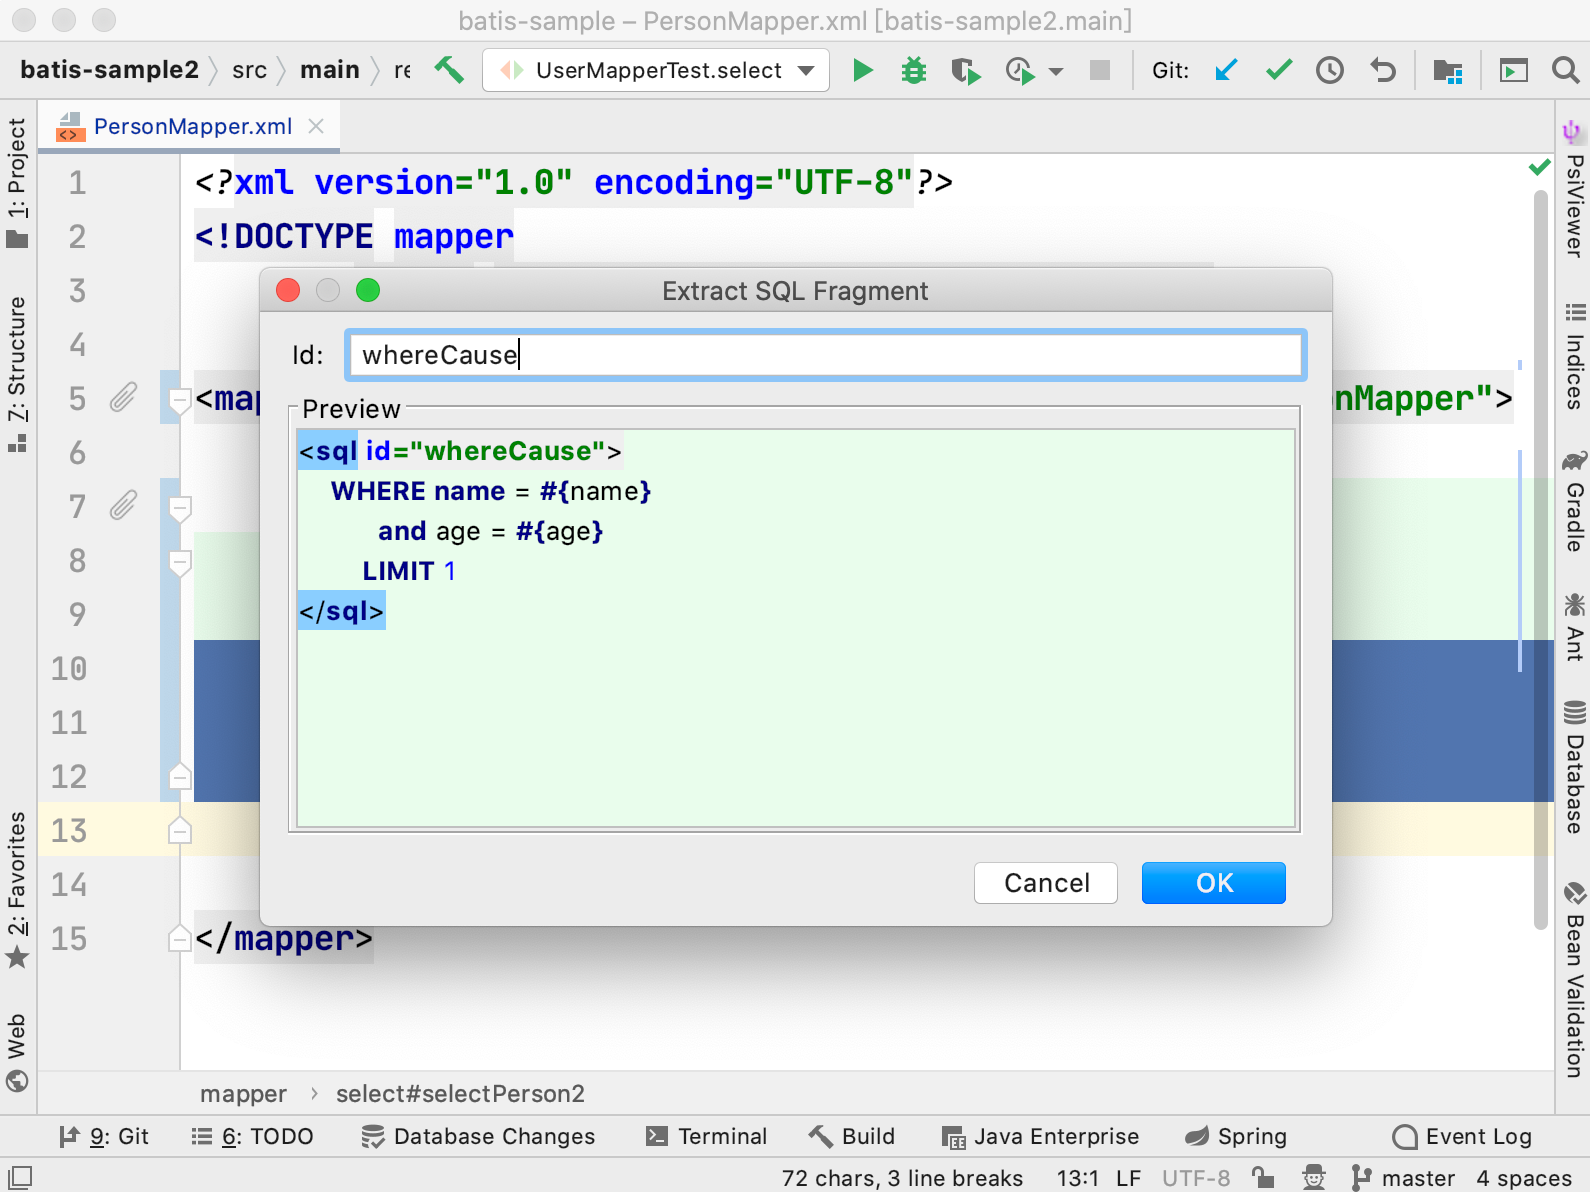 batis-sample – PersonMapper.xml [batis-sample2.main]
batis-sample2 src main re UserMapperTest.select Git:
PersonMapper.xml
1 <?xml version="1.0" encoding="UTF-8"?>
2 <!DOCTYPE mapper
3
4
5 <map nMapper">
6
7
8
9
10
11
12
13
14
15 </mapper>
Extract SQL Fragment
Id: whereCause
Preview
<sql id="whereCause">
WHERE name = #{name}
and age = #{age}
LIMIT 1
</sql>
Cancel OK
1: Project
7: Structure
2: Favorites
Web
PsiViewer
Indices
Gradle
Ant
Database
Bean Validation
mapper › select#selectPerson2
9: Git 6: TODO Database Changes Terminal Build Java Enterprise Spring Event Log
72 chars, 3 line breaks 13:1 LF UTF-8 master 4 spaces